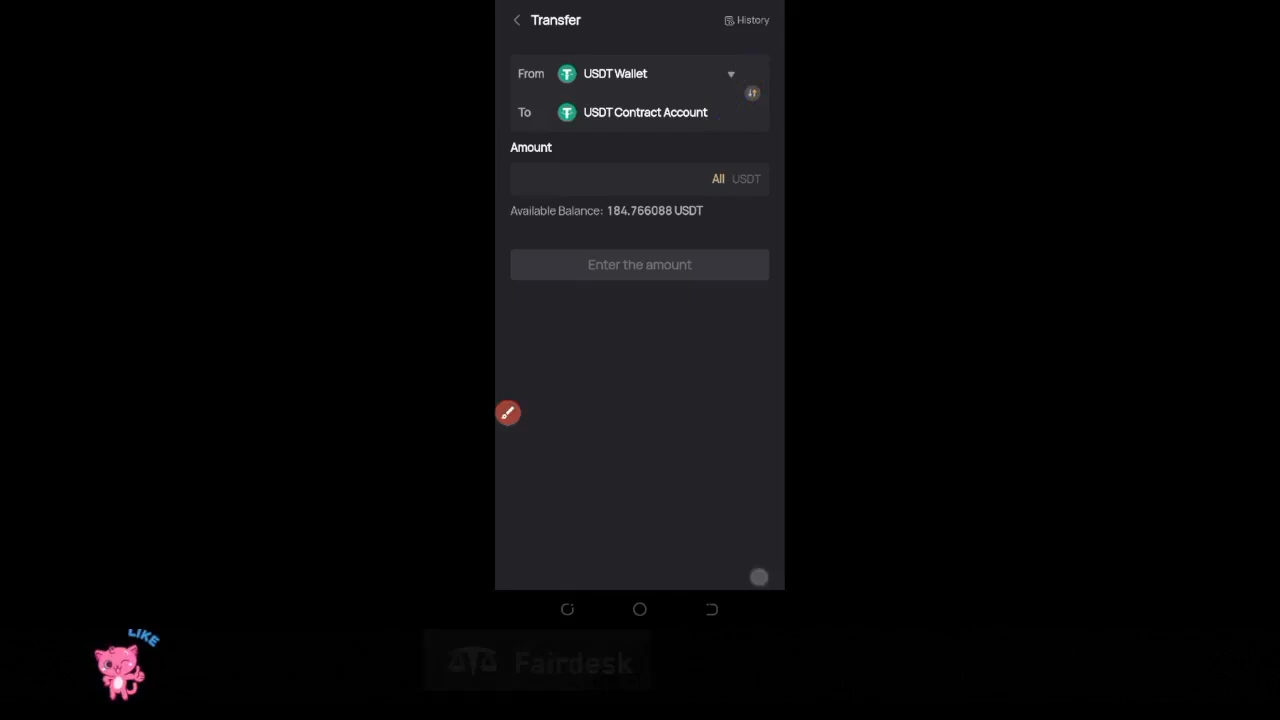 Transfer
History
From USDT Wallet
To USDT Contract Account
Amount
All USDT
Available Balance: 184.766088 USDT
Enter the amount
LIKE
Fairdesk